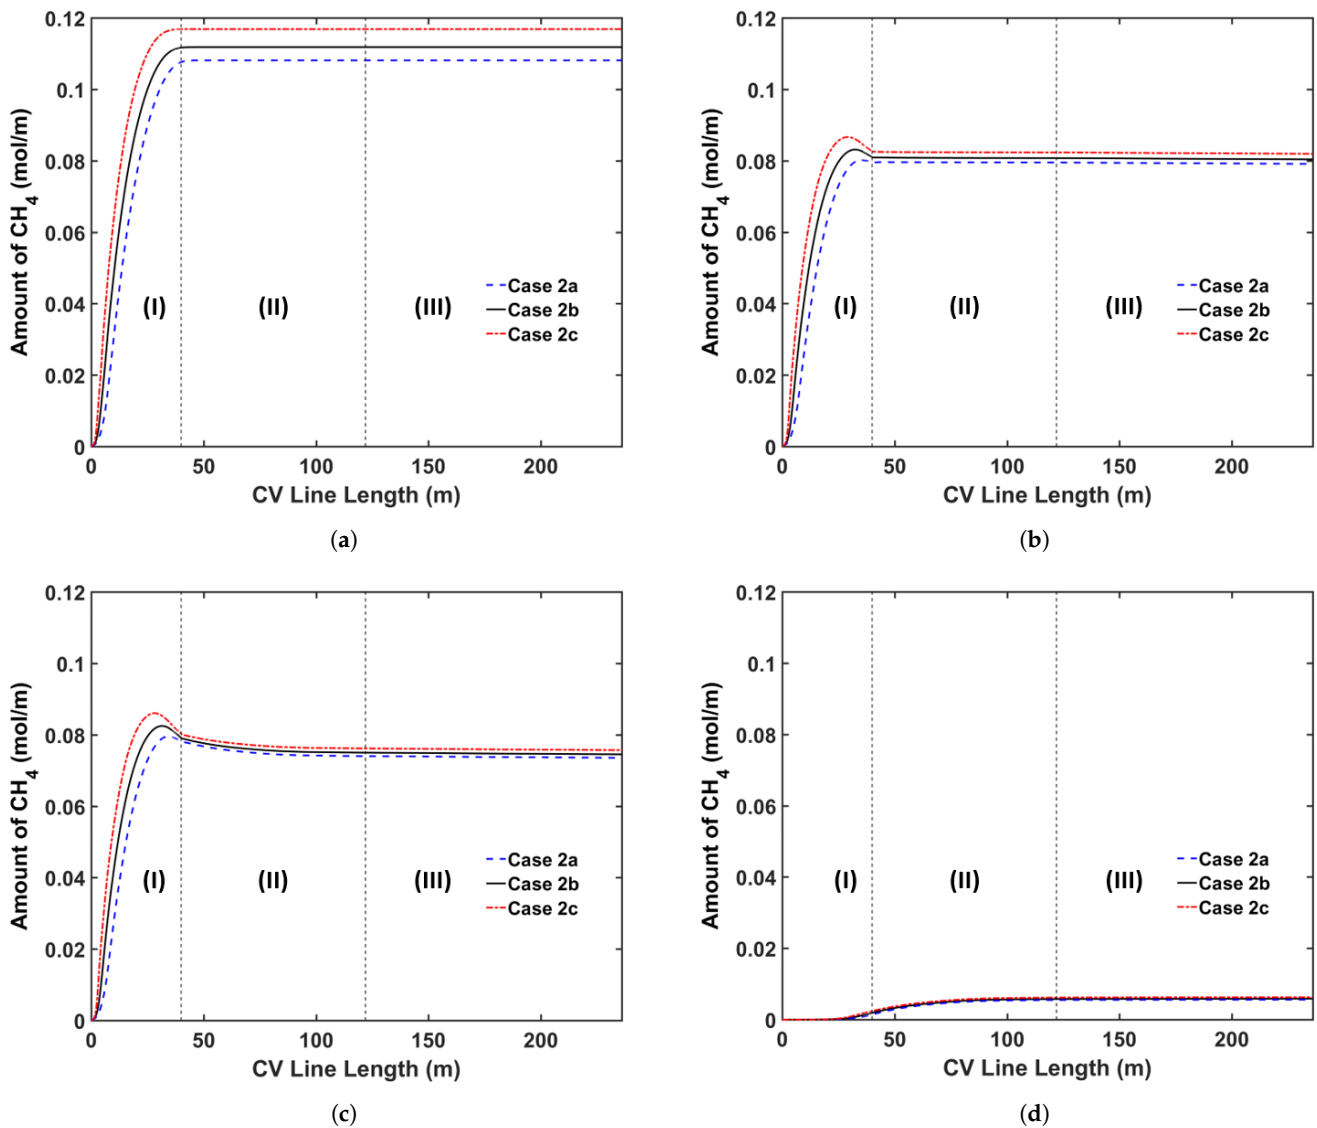 0.12
0.1
0.08
0.06
0.04
0.02
0
Amount of CH4 (mol/m)
(I)
(II)
(III)
Case 2a
Case 2b
Case 2c
0
50
100
150
200
CV Line Length (m)
(a)
0.12
0.1
0.08
0.06
0.04
0.02
0
Amount of CH4 (mol/m)
(I)
(II)
(III)
Case 2a
Case 2b
Case 2c
0
50
100
150
200
CV Line Length (m)
(b)
0.12
0.1
0.08
0.06
0.04
0.02
0
Amount of CH4 (mol/m)
(I)
(II)
(III)
Case 2a
Case 2b
Case 2c
0
50
100
150
200
CV Line Length (m)
(c)
0.12
0.1
0.08
0.06
0.04
0.02
0
Amount of CH4 (mol/m)
(I)
(II)
(III)
Case 2a
Case 2b
Case 2c
0
50
100
150
200
CV Line Length (m)
(d)